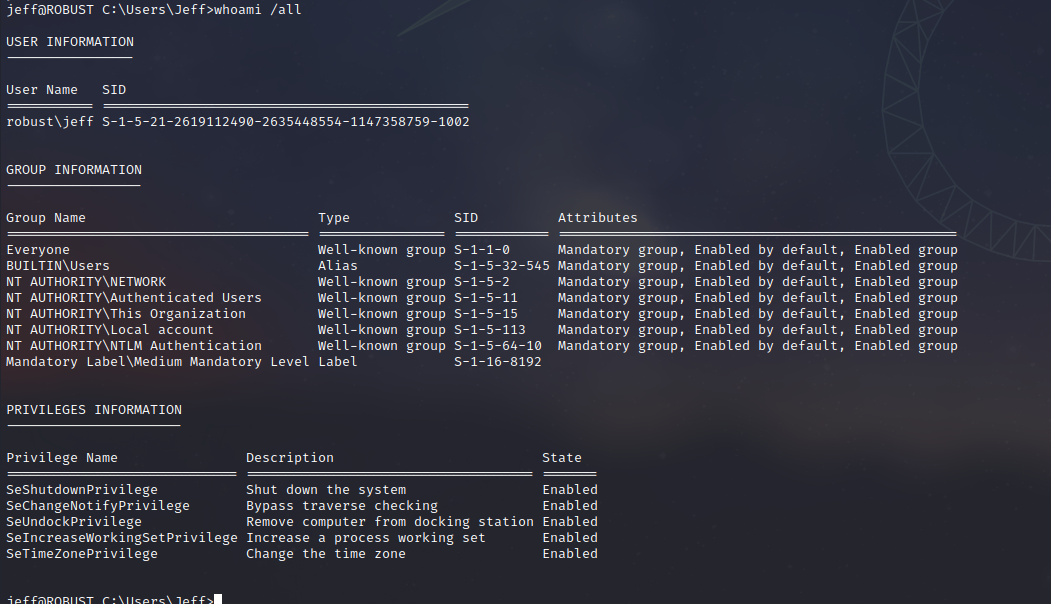 jeff@ROBUST C:\Users\Jeff>whoami /all
USER INFORMATION
User Name SID
robust\jeff S-1-5-21-2619112490-2635448554-1147358759-1002
GROUP INFORMATION
Group Name Type SID Attributes
Everyone Well-known group S-1-1-0 Mandatory group, Enabled by default, Enabled group
BUILTIN\Users Alias S-1-5-32-545 Mandatory group, Enabled by default, Enabled group
NT AUTHORITY\NETWORK Well-known group S-1-5-2 Mandatory group, Enabled by default, Enabled group
NT AUTHORITY\Authenticated Users Well-known group S-1-5-11 Mandatory group, Enabled by default, Enabled group
NT AUTHORITY\This Organization Well-known group S-1-5-15 Mandatory group, Enabled by default, Enabled group
NT AUTHORITY\Local account Well-known group S-1-5-113 Mandatory group, Enabled by default, Enabled group
NT AUTHORITY\NTLM Authentication Well-known group S-1-5-64-10 Mandatory group, Enabled by default, Enabled group
Mandatory Label\Medium Mandatory Level Label S-1-16-8192
PRIVILEGES INFORMATION
Privilege Name Description State
SeShutdownPrivilege Shut down the system Enabled
SeChangeNotifyPrivilege Bypass traverse checking Enabled
SeUndockPrivilege Remove computer from docking station Enabled
SeIncreaseWorkingSetPrivilege Increase a process working set Enabled
SeTimeZonePrivilege Change the time zone Enabled
jeff@ROBUST C:\Users\Jeff>